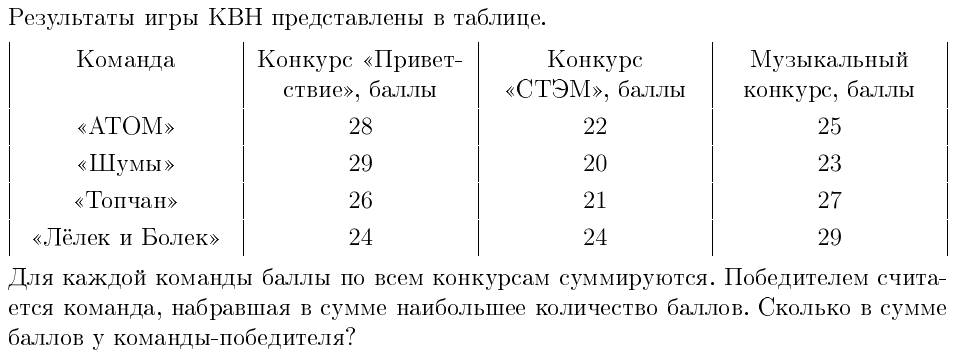 Результаты игры КВН представлены в таблице.
Команда Конкурс «Привет- Конкурс Музыкальный
ствие», баллы «СТЭМ», баллы конкурс, баллы
«АТОМ» 28 22 25
«Шумы» 29 20 23
«Топчан» 26 21 27
«Лёлек и Болек» 24 24 29
Для каждой команды баллы по всем конкурсам суммируются. Победителем счита-
ется команда, набравшая в сумме наибольшее количество баллов. Сколько в сумме
баллов у команды-победителя?